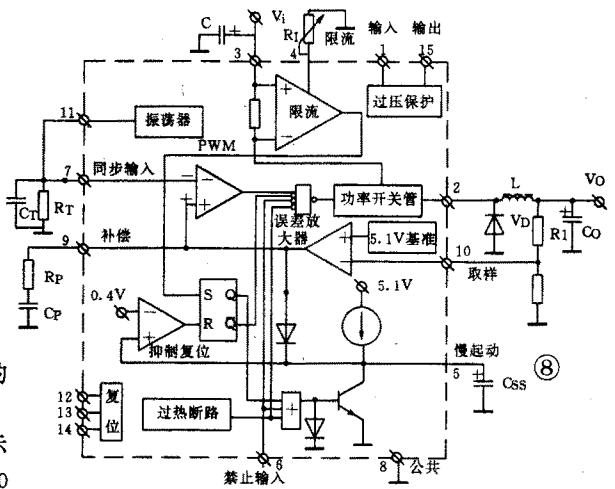 C
+
Vi
RI
限流
4
3
输入
输出
1
15
过压保护
限流
+
−
11
振荡器
PWM
7
同步输入
−
−
+
误差放大器
功率开关管
2
L
VO
CT
RT
9
补偿
5.1V基准
+
−
VD
R1
+
CO
10
取样
RP
CP
0.4V
−
+
S Q
R Q
抑制复位
5.1V
慢起动
5
+
CSS
⑧
12
13
14
复位
过热断路
+
6
禁止输入
8
公共
的
示
0